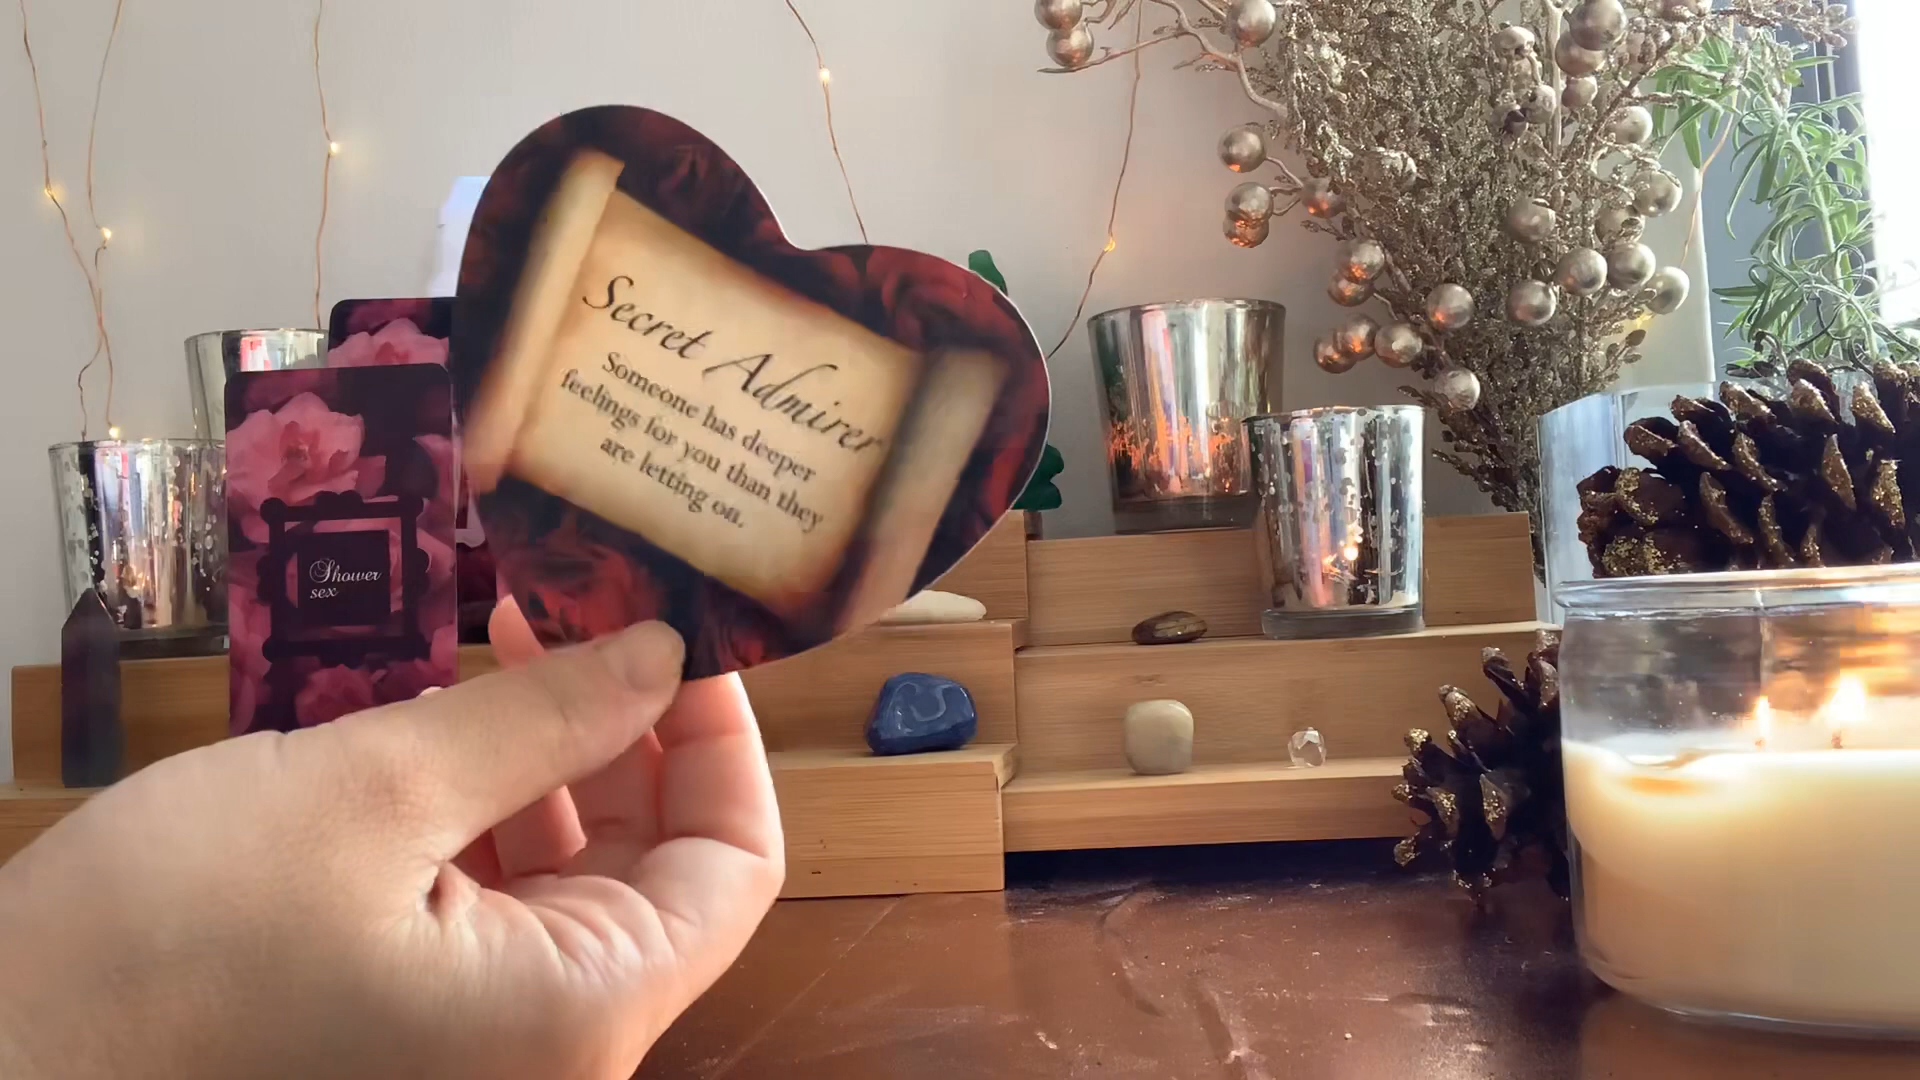 Secret Admirer
Someone has deeper
feelings for you than they
are letting on.
Shower
sex